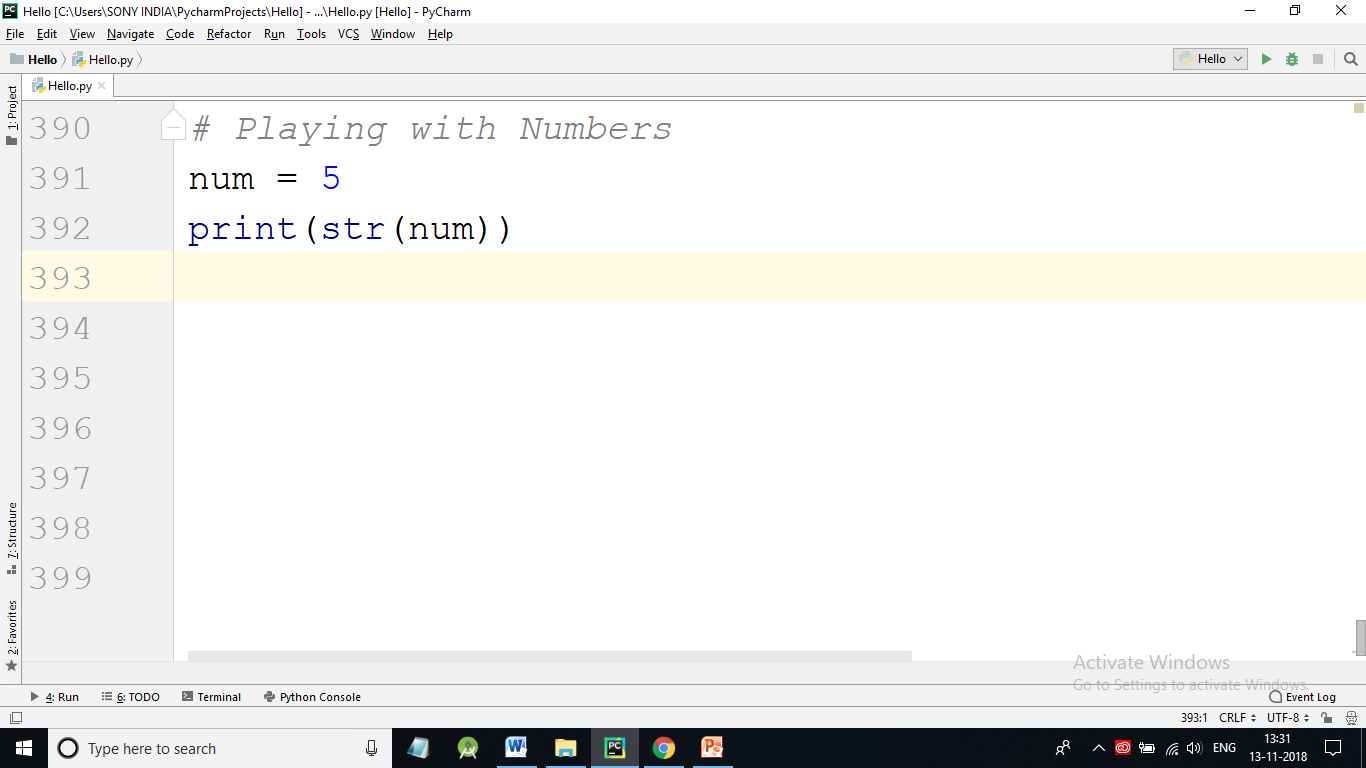 Hello [C:\Users\SONY INDIA\PycharmProjects\Hello] - ...\Hello.py [Hello] - PyCharm
File Edit View Navigate Code Refactor Run Tools VCS Window Help
Hello Hello.py Hello
Hello.py
1: Project
390 # Playing with Numbers
391 num = 5
392 print(str(num))
393
394
395
396
397
398
399
7: Structure
2: Favorites
Activate Windows
Go to Settings to activate Windows.
4: Run 6: TODO Terminal Python Console Event Log
393:1 CRLF UTF-8
Type here to search
ENG
13:31
13-11-2018